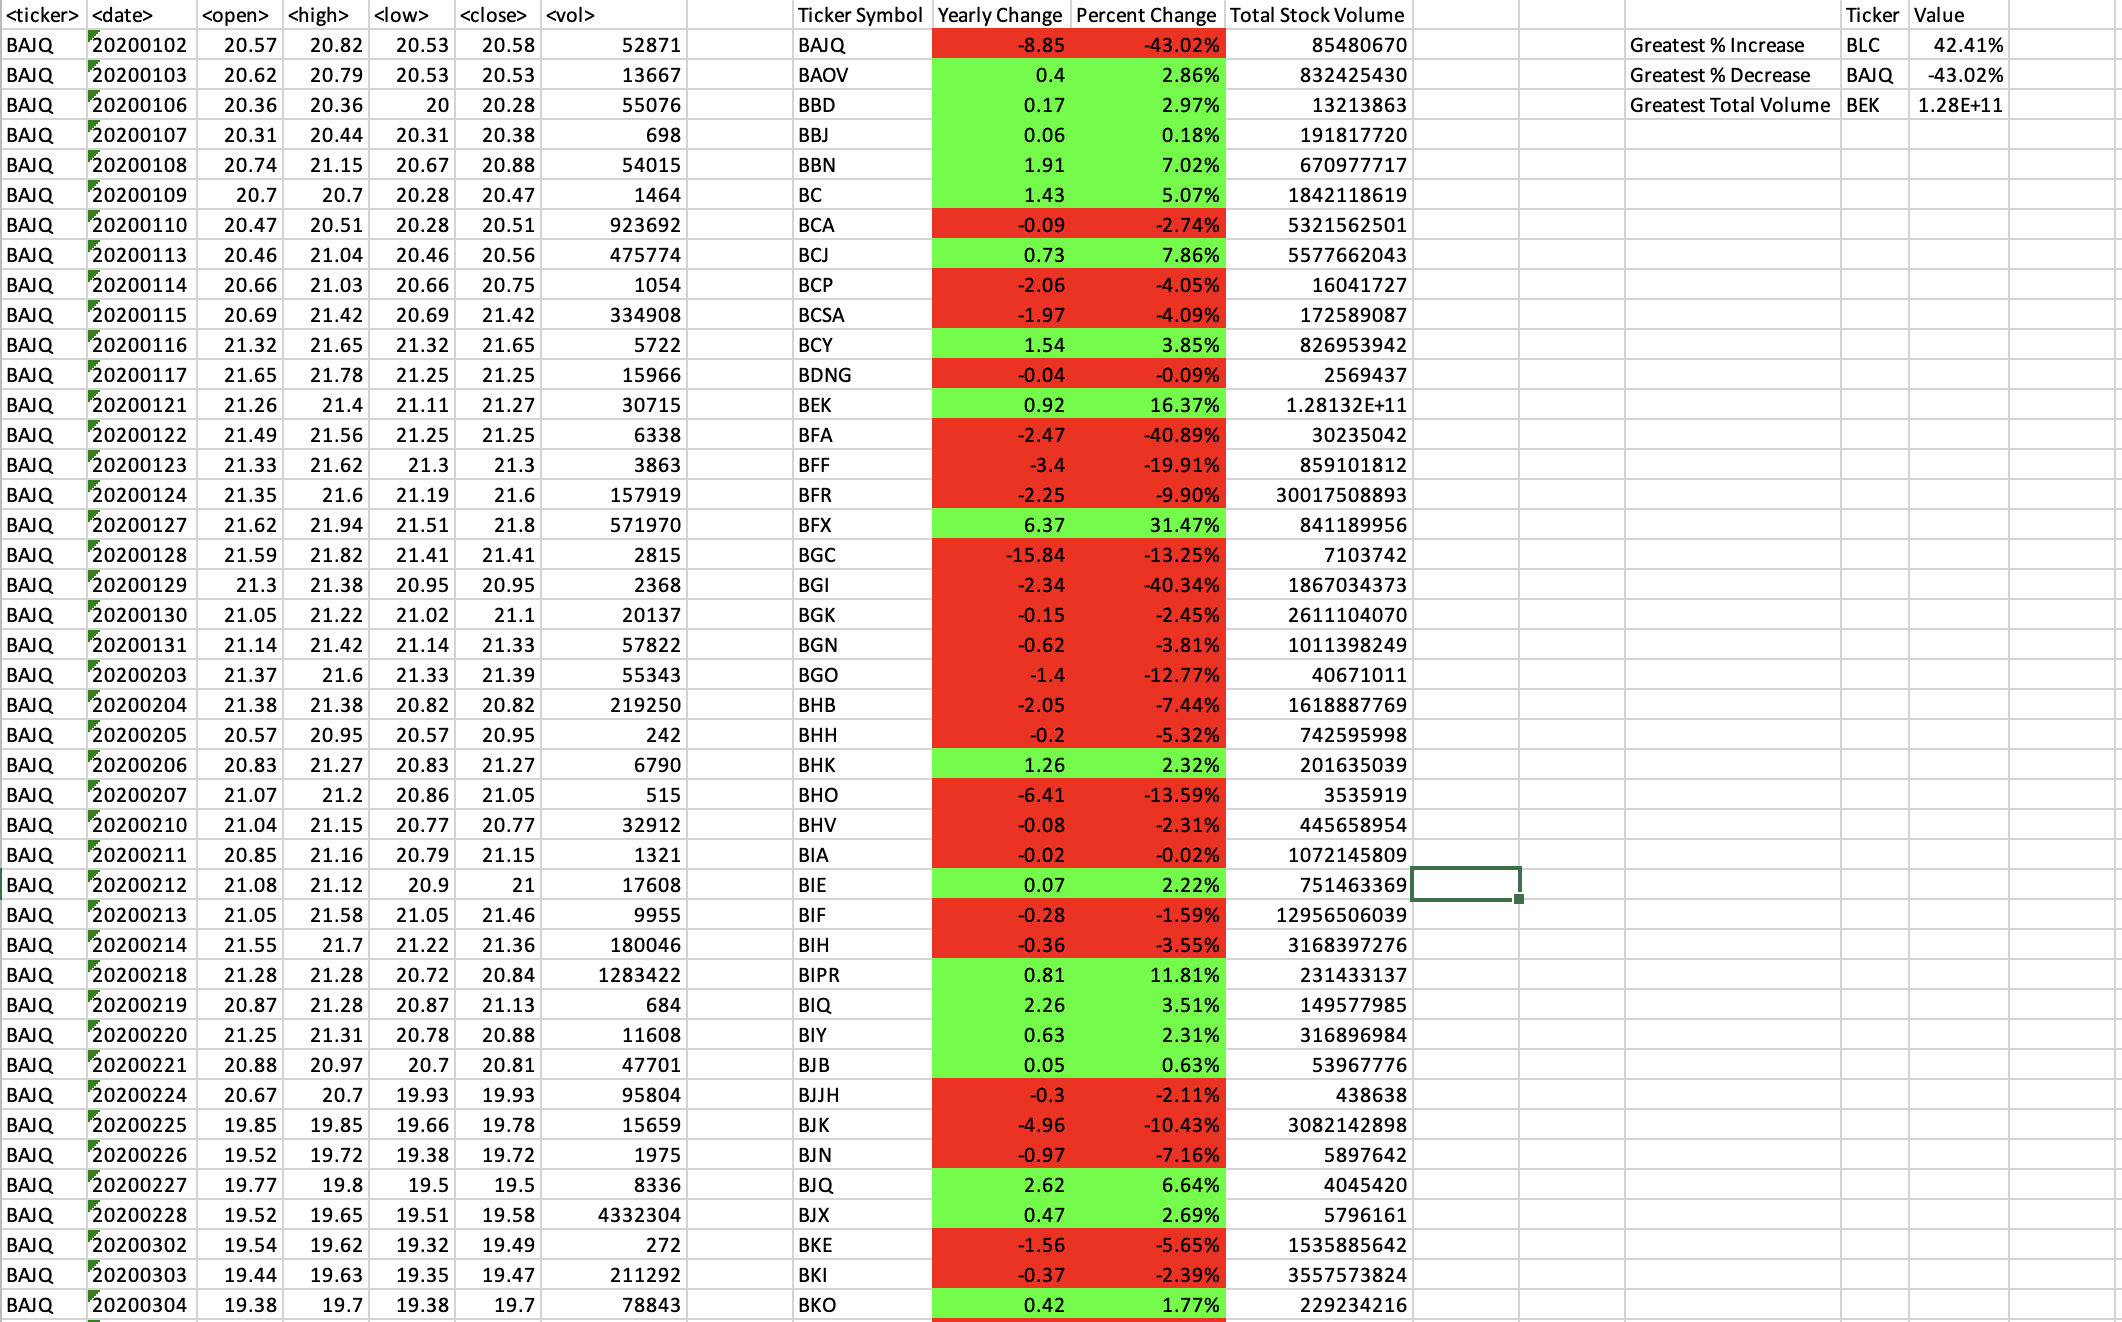 <ticker> <date> <open> <high> <low> <close> <vol> Ticker Symbol Yearly Change Percent Change Total Stock Volume Ticker Value
BAJQ 20200102 20.57 20.82 20.53 20.58 52871 BAJQ -8.85 -43.02% 85480670 Greatest % Increase BLC 42.41%
BAJQ 20200103 20.62 20.79 20.53 20.53 13667 BAOV 0.4 2.86% 832425430 Greatest % Decrease BAJQ -43.02%
BAJQ 20200106 20.36 20.36 20 20.28 55076 BBD 0.17 2.97% 13213863 Greatest Total Volume BEK 1.28E+11
BAJQ 20200107 20.31 20.44 20.31 20.38 698 BBJ 0.06 0.18% 191817720
BAJQ 20200108 20.74 21.15 20.67 20.88 54015 BBN 1.91 7.02% 670977717
BAJQ 20200109 20.7 20.7 20.28 20.47 1464 BC 1.43 5.07% 1842118619
BAJQ 20200110 20.47 20.51 20.28 20.51 923692 BCA -0.09 -2.74% 5321562501
BAJQ 20200113 20.46 21.04 20.46 20.56 475774 BCJ 0.73 7.86% 5577662043
BAJQ 20200114 20.66 21.03 20.66 20.75 1054 BCP -2.06 -4.05% 16041727
BAJQ 20200115 20.69 21.42 20.69 21.42 334908 BCSA -1.97 -4.09% 172589087
BAJQ 20200116 21.32 21.65 21.32 21.65 5722 BCY 1.54 3.85% 826953942
BAJQ 20200117 21.65 21.78 21.25 21.25 15966 BDNG -0.04 -0.09% 2569437
BAJQ 20200121 21.26 21.4 21.11 21.27 30715 BEK 0.92 16.37% 1.28132E+11
BAJQ 20200122 21.49 21.56 21.25 21.25 6338 BFA -2.47 -40.89% 30235042
BAJQ 20200123 21.33 21.62 21.3 21.3 3863 BFF -3.4 -19.91% 859101812
BAJQ 20200124 21.35 21.6 21.19 21.6 157919 BFR -2.25 -9.90% 30017508893
BAJQ 20200127 21.62 21.94 21.51 21.8 571970 BFX 6.37 31.47% 841189956
BAJQ 20200128 21.59 21.82 21.41 21.41 2815 BGC -15.84 -13.25% 7103742
BAJQ 20200129 21.3 21.38 20.95 20.95 2368 BGI -2.34 -40.34% 1867034373
BAJQ 20200130 21.05 21.22 21.02 21.1 20137 BGK -0.15 -2.45% 2611104070
BAJQ 20200131 21.14 21.42 21.14 21.33 57822 BGN -0.62 -3.81% 1011398249
BAJQ 20200203 21.37 21.6 21.33 21.39 55343 BGO -1.4 -12.77% 40671011
BAJQ 20200204 21.38 21.38 20.82 20.82 219250 BHB -2.05 -7.44% 1618887769
BAJQ 20200205 20.57 20.95 20.57 20.95 242 BHH -0.2 -5.32% 742595998
BAJQ 20200206 20.83 21.27 20.83 21.27 6790 BHK 1.26 2.32% 201635039
BAJQ 20200207 21.07 21.2 20.86 21.05 515 BHO -6.41 -13.59% 3535919
BAJQ 20200210 21.04 21.15 20.77 20.77 32912 BHV -0.08 -2.31% 445658954
BAJQ 20200211 20.85 21.16 20.79 21.15 1321 BIA -0.02 -0.02% 1072145809
BAJQ 20200212 21.08 21.12 20.9 21 17608 BIE 0.07 2.22% 751463369
BAJQ 20200213 21.05 21.58 21.05 21.46 9955 BIF -0.28 -1.59% 12956506039
BAJQ 20200214 21.55 21.7 21.22 21.36 180046 BIH -0.36 -3.55% 3168397276
BAJQ 20200218 21.28 21.28 20.72 20.84 1283422 BIPR 0.81 11.81% 231433137
BAJQ 20200219 20.87 21.28 20.87 21.13 684 BIQ 2.26 3.51% 149577985
BAJQ 20200220 21.25 21.31 20.78 20.88 11608 BIY 0.63 2.31% 316896984
BAJQ 20200221 20.88 20.97 20.7 20.81 47701 BJB 0.05 0.63% 53967776
BAJQ 20200224 20.67 20.7 19.93 19.93 95804 BJJH -0.3 -2.11% 438638
BAJQ 20200225 19.85 19.85 19.66 19.78 15659 BJK -4.96 -10.43% 3082142898
BAJQ 20200226 19.52 19.72 19.38 19.72 1975 BJN -0.97 -7.16% 5897642
BAJQ 20200227 19.77 19.8 19.5 19.5 8336 BJQ 2.62 6.64% 4045420
BAJQ 20200228 19.52 19.65 19.51 19.58 4332304 BJX 0.47 2.69% 5796161
BAJQ 20200302 19.54 19.62 19.32 19.49 272 BKE -1.56 -5.65% 1535885642
BAJQ 20200303 19.44 19.63 19.35 19.47 211292 BKI -0.37 -2.39% 3557573824
BAJQ 20200304 19.38 19.7 19.38 19.7 78843 BKO 0.42 1.77% 229234216